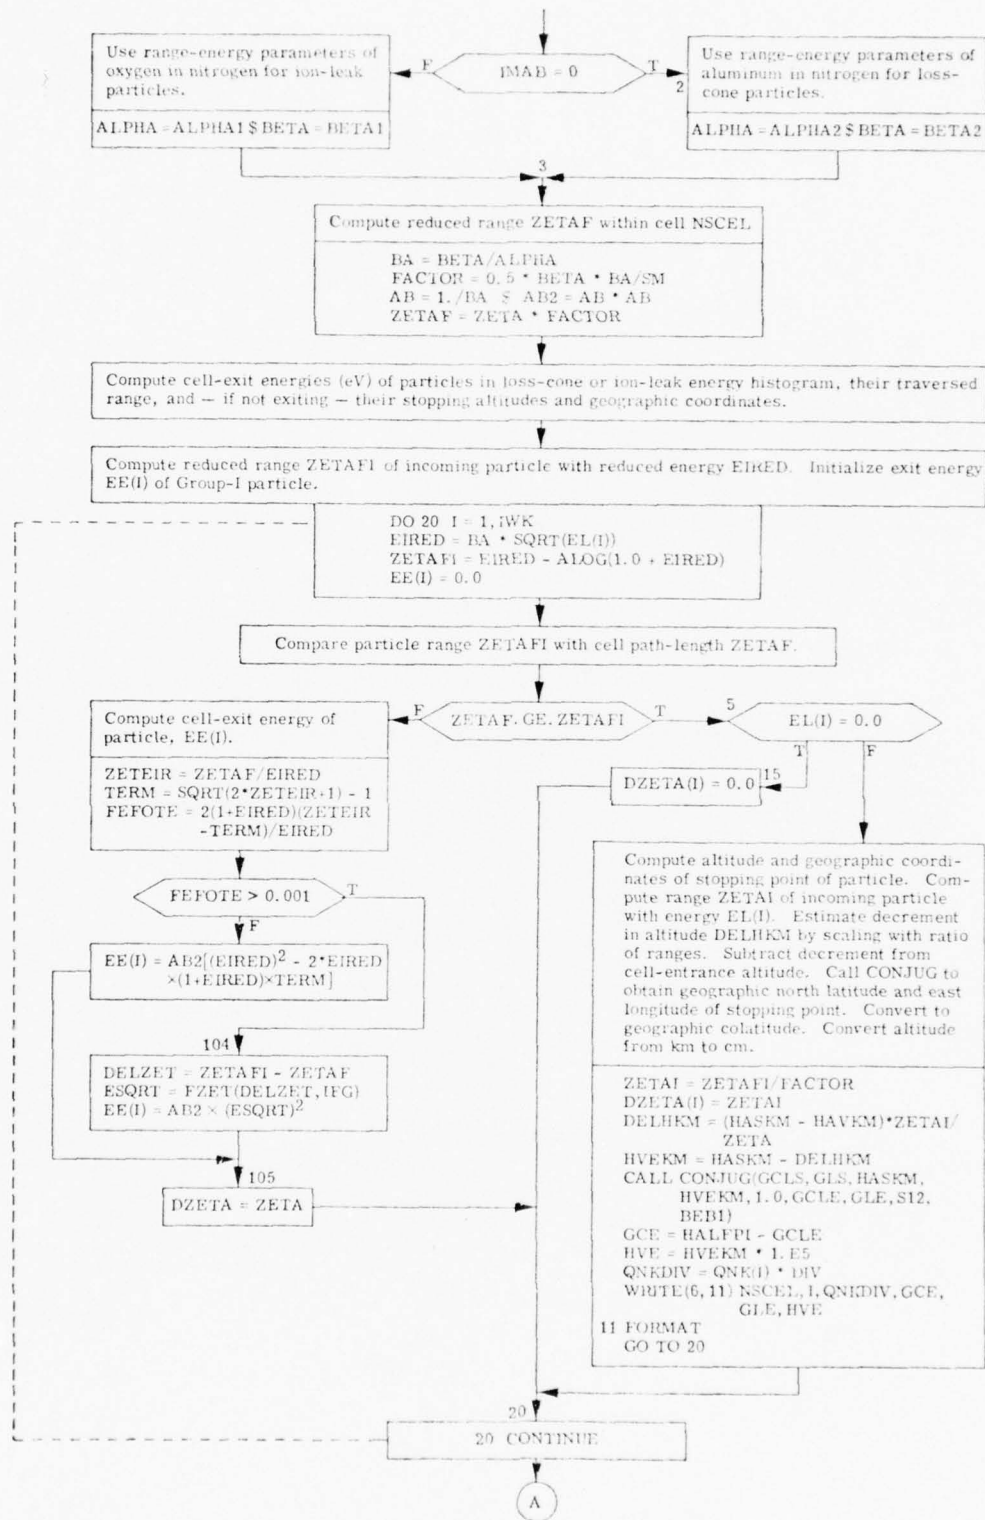 F
IMAB = 0
T
2
Use range-energy parameters of
oxygen in nitrogen for ion-leak
particles.
ALPHA = ALPHA1 $ BETA = BETA1
Use range-energy parameters of
aluminum in nitrogen for loss-
cone particles.
ALPHA = ALPHA2 $ BETA = BETA2
3
Compute reduced range ZETAF within cell NSCEL
BA = BETA/ALPHA
FACTOR = 0.5 * BETA * BA/SM
AB = 1./BA $ AB2 = AB * AB
ZETAF = ZETA * FACTOR
Compute cell-exit energies (eV) of particles in loss-cone or ion-leak energy histogram, their traversed
range, and — if not exiting — their stopping altitudes and geographic coordinates.
Compute reduced range ZETAFI of incoming particle with reduced energy EIRED. Initialize exit energy
EE(I) of Group-I particle.
DO 20 I = 1, IWK
EIRED = BA * SQRT(EL(I))
ZETAFI = EIRED - ALOG(1.0 + EIRED)
EE(I) = 0.0
Compare particle range ZETAFI with cell path-length ZETAF.
F
ZETAF.GE.ZETAFI
T
5
EL(I) = 0.0
T
F
Compute cell-exit energy of
particle, EE(I).
ZETEIR = ZETAF/EIRED
TERM = SQRT(2*ZETEIR+1) - 1
FEFOTE = 2(1+EIRED)(ZETEIR
-TERM)/EIRED
DZETA(I) = 0.0
15
FEFOTE > 0.001
T
F
EE(I) = AB2[(EIRED)² - 2*EIRED
×(1+EIRED)×TERM]
104
DELZET = ZETAFI - ZETAF
ESQRT = FZET(DELZET, IFG)
EE(I) = AB2 × (ESQRT)²
105
DZETA = ZETA
Compute altitude and geographic coordi-
nates of stopping point of particle. Com-
pute range ZETAI of incoming particle
with energy EL(I). Estimate decrement
in altitude DELHKM by scaling with ratio
of ranges. Subtract decrement from
cell-entrance altitude. Call CONJUG to
obtain geographic north latitude and east
longitude of stopping point. Convert to
geographic colatitude. Convert altitude
from km to cm.
ZETAI = ZETAFI/FACTOR
DZETA(I) = ZETAI
DELHKM = (HASKM - HAVKM)*ZETAI/
ZETA
HVEKM = HASKM - DELHKM
CALL CONJUG(GCLS, GLS, HASKM,
HVEKM, 1.0, GCLE, GLE, S12,
BEB1)
GCE = HALFPI - GCLE
HVE = HVEKM * 1.E5
QNKDIV = QNK(I) * DIV
WRITE(6, 11) NSCEL, I, QNKDIV, GCE,
GLE, HVE
11 FORMAT
GO TO 20
20
20 CONTINUE
A